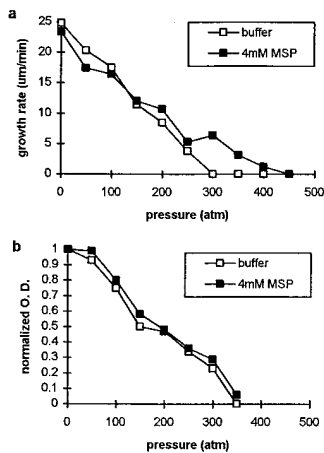 a
25
20
15
10
5
0
growth rate (um/min)
buffer
4mM MSP
0 100 200 300 400 500
pressure (atm)
b
1
0.9
0.8
0.7
0.6
0.5
0.4
0.3
0.2
0.1
0
normalized O. D.
buffer
4mM MSP
0 100 200 300 400 500
pressure (atm)